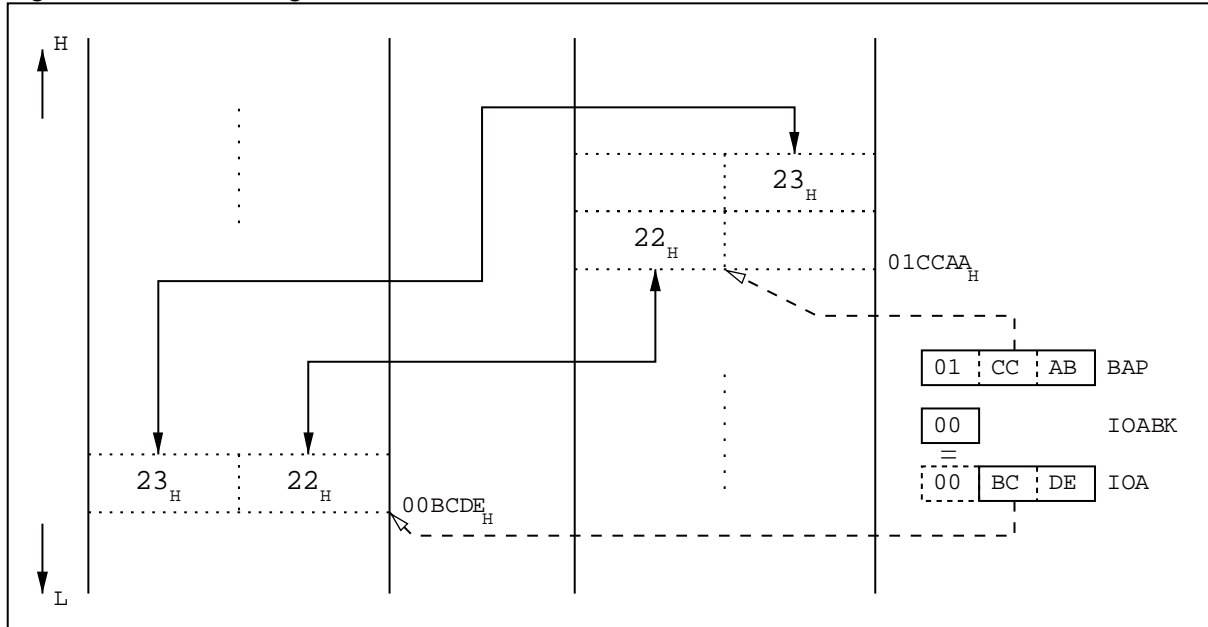 H
23H
22H
01CCAAH
01 CC AB BAP
00 IOABK
=
23H 22H
00 BC DE IOA
00BCDEH
L